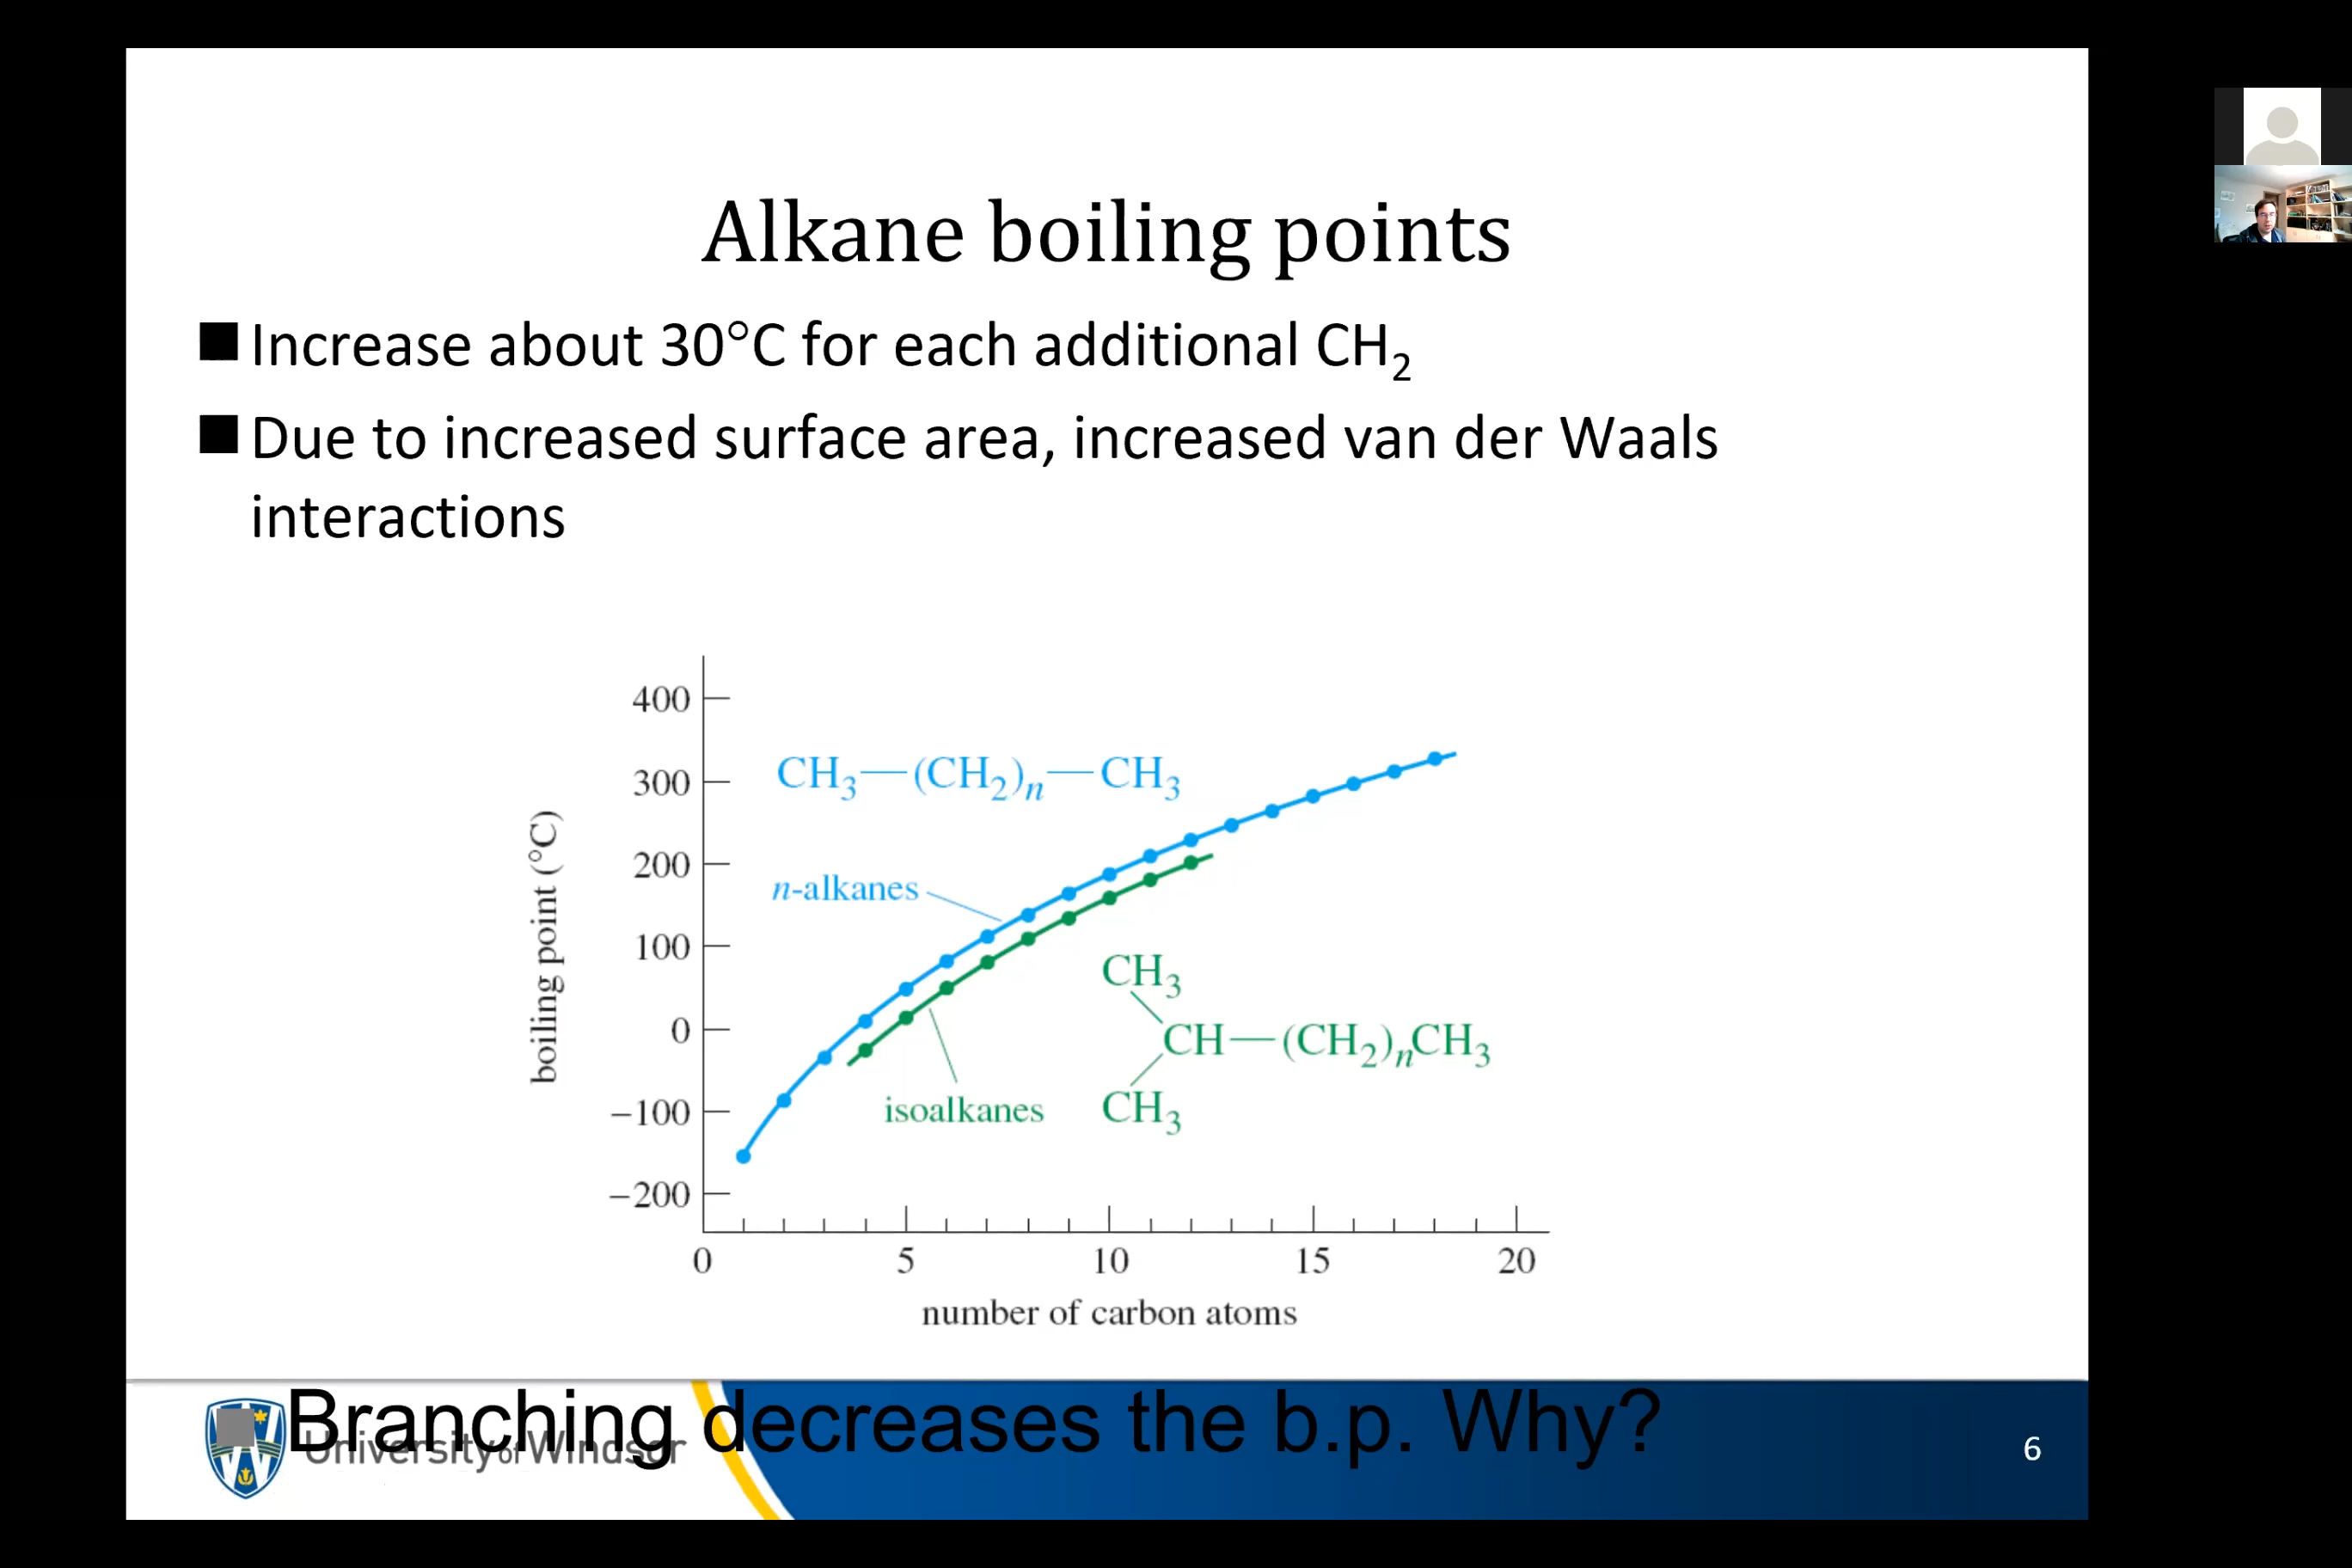 Alkane boiling points
■ Increase about 30°C for each additional CH₂
■ Due to increased surface area, increased van der Waals
interactions
boiling point (°C)
400
300
200
100
0
−100
−200
CH₃—(CH₂)ₙ—CH₃
n-alkanes
CH₃
CH—(CH₂)ₙCH₃
CH₃
isoalkanes
0 5 10 15 20
number of carbon atoms
Branching decreases the b.p. Why?
University of Windsor
6